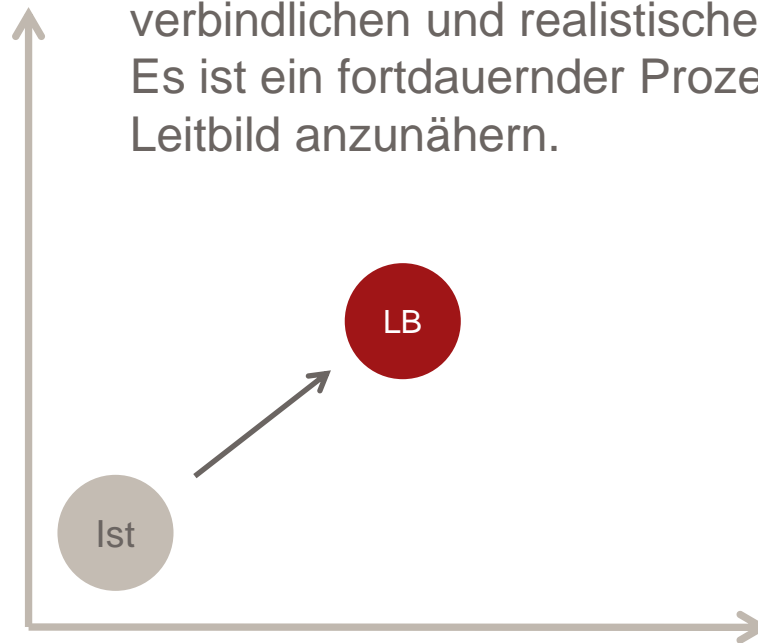 verbindlichen und realistische
Es ist ein fortdauernder Proze
Leitbild anzunähern.
LB
Ist